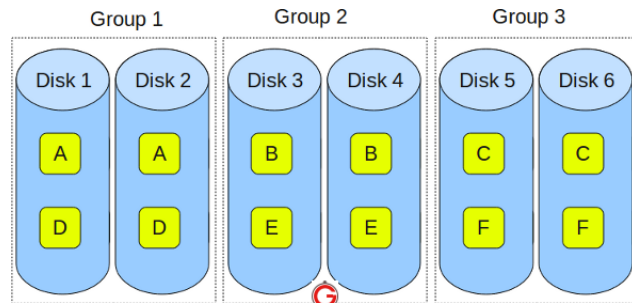 Group 1 Group 2 Group 3
Disk 1 Disk 2 Disk 3 Disk 4 Disk 5 Disk 6
A A B B C C
D D E E F F
G